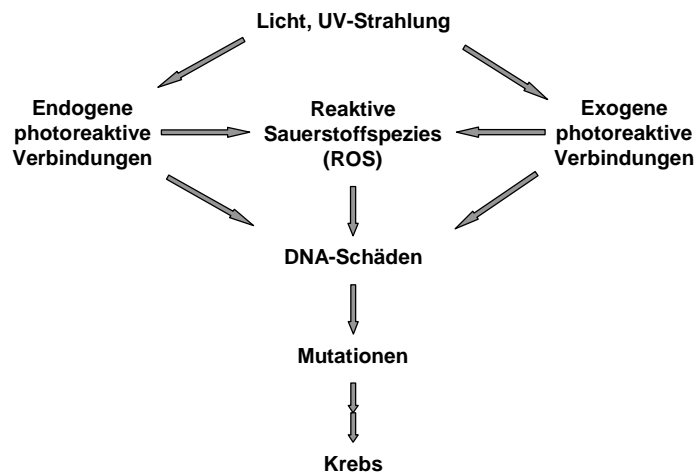 Licht, UV-Strahlung
Endogene
photoreaktive
Verbindungen
Reaktive
Sauerstoffspezies
(ROS)
Exogene
photoreaktive
Verbindungen
DNA-Schäden
Mutationen
Krebs